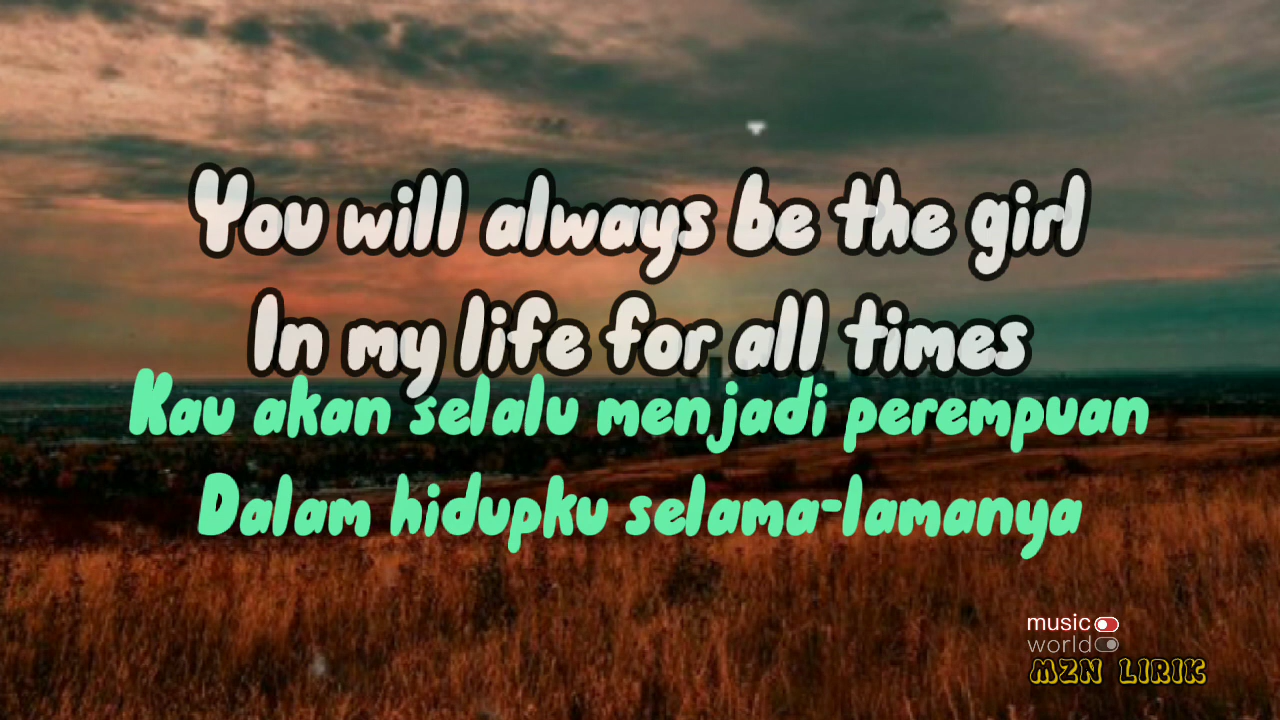 You will always be the girl
In my life for all times
Kau akan selalu menjadi perempuan
Dalam hidupku selama-lamanya
music
world
MZN LIRIK